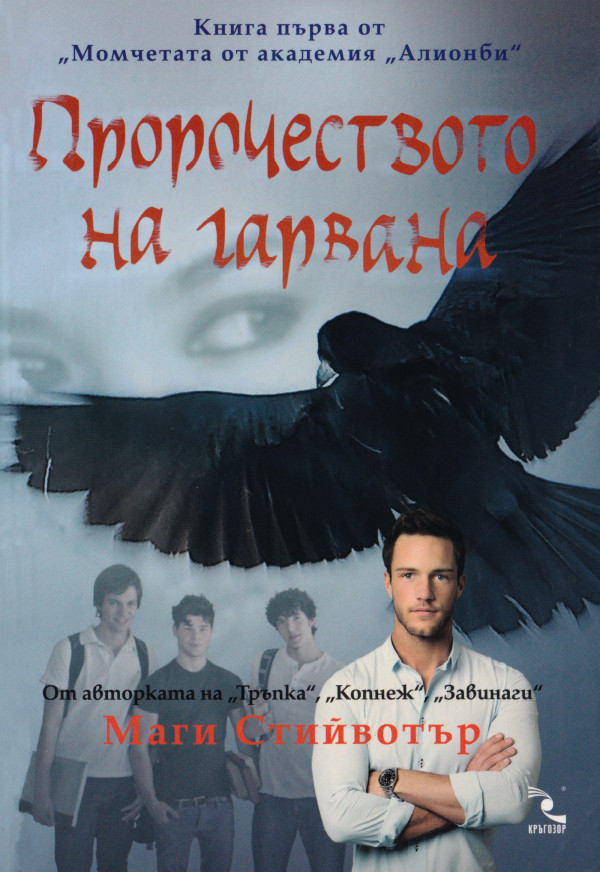 Книга първа от
„Момчетата от академия „Алионби“
Пророчеството
на гарвана
От авторката на „Тръпка“, „Копнеж“, „Завинаги“
Маги Стийвотър
®
КРЪГОЗОР